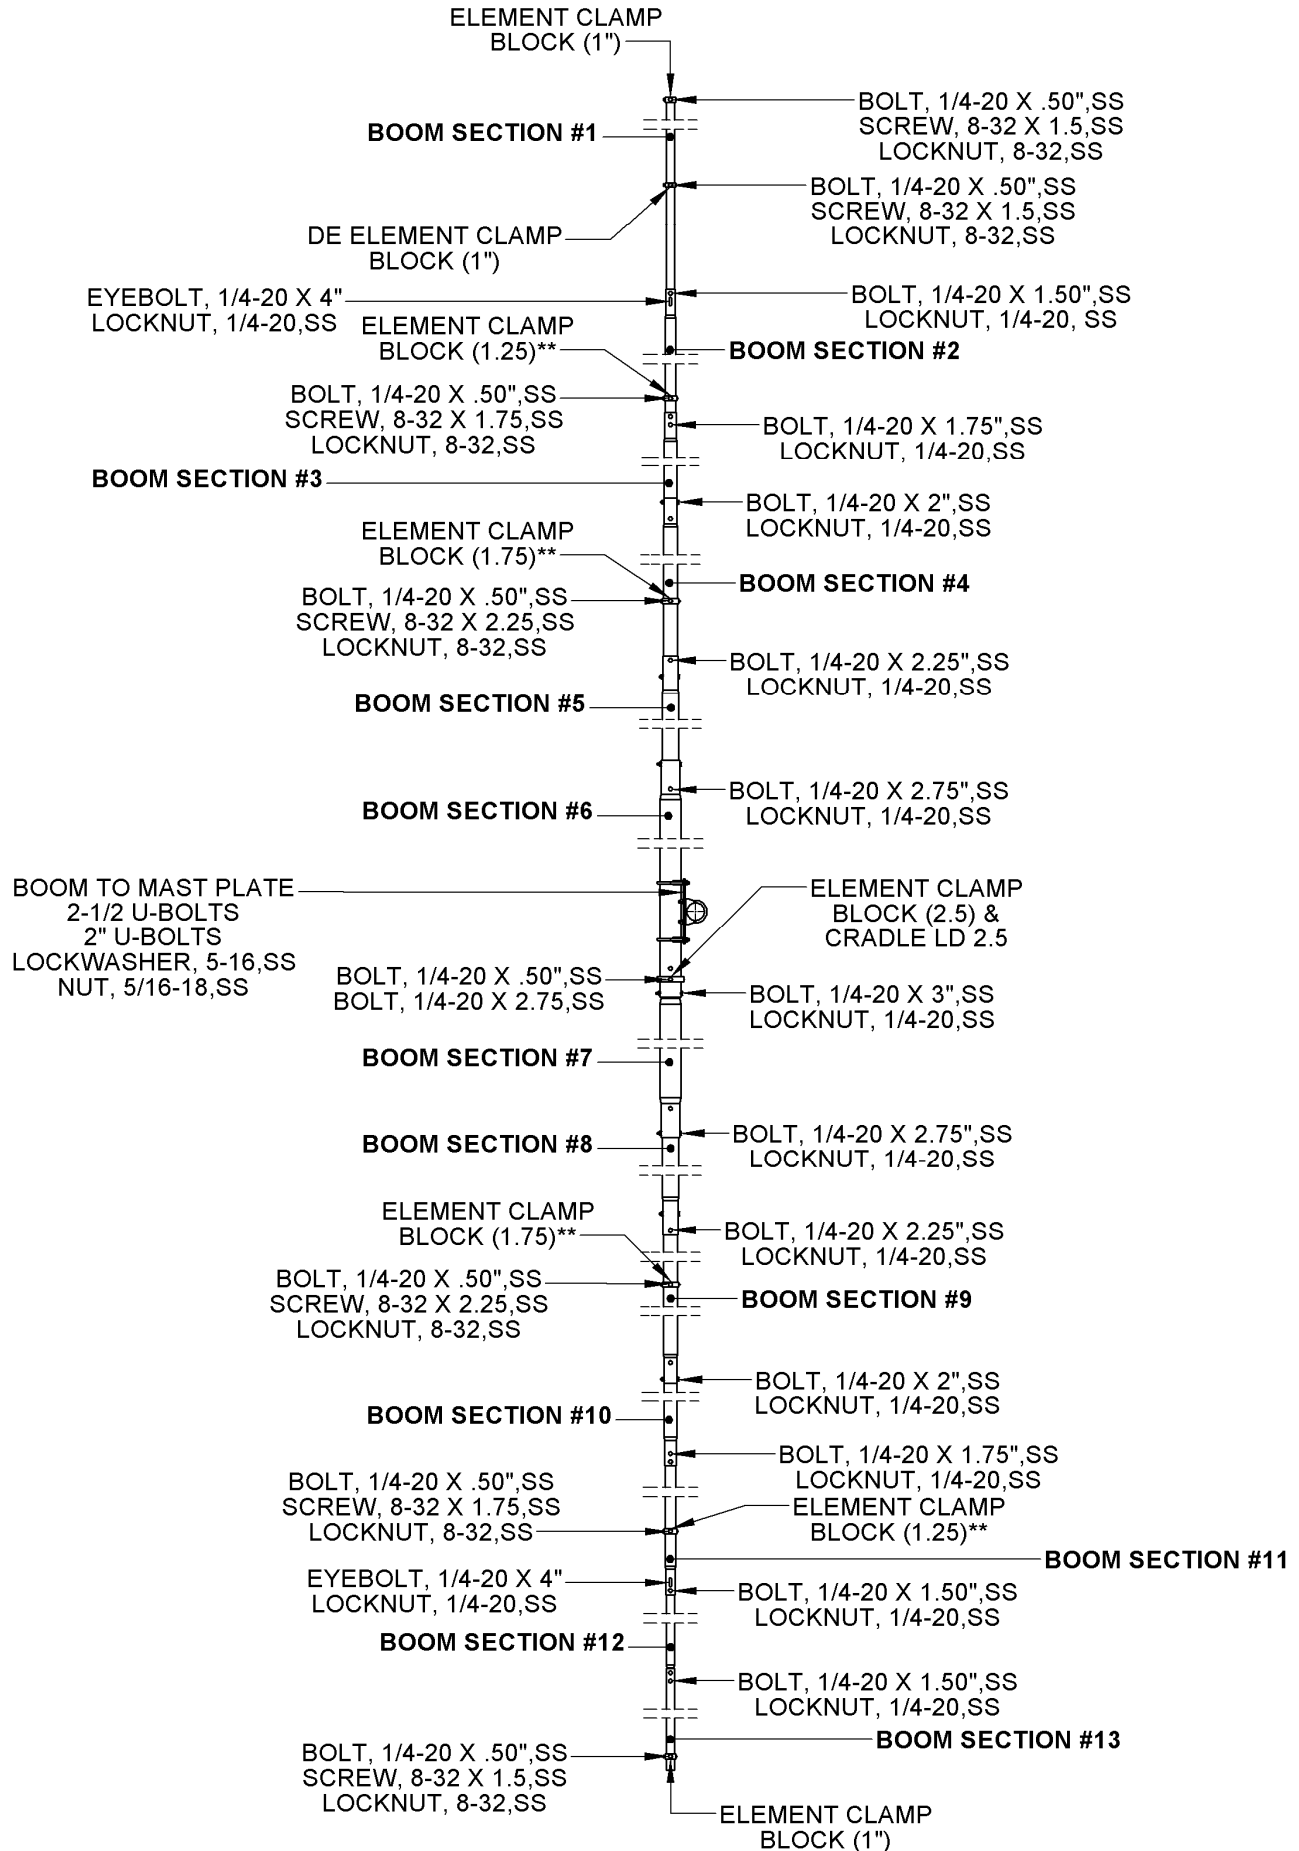 ELEMENT CLAMP
BLOCK (1")
BOLT, 1/4-20 X .50",SS
SCREW, 8-32 X 1.5,SS
LOCKNUT, 8-32,SS
BOOM SECTION #1
BOLT, 1/4-20 X .50",SS
SCREW, 8-32 X 1.5,SS
LOCKNUT, 8-32,SS
DE ELEMENT CLAMP
BLOCK (1")
EYEBOLT, 1/4-20 X 4"
LOCKNUT, 1/4-20,SS
BOLT, 1/4-20 X 1.50",SS
LOCKNUT, 1/4-20, SS
ELEMENT CLAMP
BLOCK (1.25)**
BOOM SECTION #2
BOLT, 1/4-20 X .50",SS
SCREW, 8-32 X 1.75,SS
LOCKNUT, 8-32,SS
BOLT, 1/4-20 X 1.75",SS
LOCKNUT, 1/4-20,SS
BOOM SECTION #3
BOLT, 1/4-20 X 2",SS
LOCKNUT, 1/4-20,SS
ELEMENT CLAMP
BLOCK (1.75)**
BOOM SECTION #4
BOLT, 1/4-20 X .50",SS
SCREW, 8-32 X 2.25,SS
LOCKNUT, 8-32,SS
BOLT, 1/4-20 X 2.25",SS
LOCKNUT, 1/4-20,SS
BOOM SECTION #5
BOLT, 1/4-20 X 2.75",SS
LOCKNUT, 1/4-20,SS
BOOM SECTION #6
BOOM TO MAST PLATE
2-1/2 U-BOLTS
2" U-BOLTS
LOCKWASHER, 5-16,SS
NUT, 5/16-18,SS
ELEMENT CLAMP
BLOCK (2.5) &
CRADLE LD 2.5
BOLT, 1/4-20 X .50",SS
BOLT, 1/4-20 X 2.75,SS
BOLT, 1/4-20 X 3",SS
LOCKNUT, 1/4-20,SS
BOOM SECTION #7
BOLT, 1/4-20 X 2.75",SS
LOCKNUT, 1/4-20,SS
BOOM SECTION #8
ELEMENT CLAMP
BLOCK (1.75)**
BOLT, 1/4-20 X 2.25",SS
LOCKNUT, 1/4-20,SS
BOLT, 1/4-20 X .50",SS
SCREW, 8-32 X 2.25,SS
LOCKNUT, 8-32,SS
BOOM SECTION #9
BOLT, 1/4-20 X 2",SS
LOCKNUT, 1/4-20,SS
BOOM SECTION #10
BOLT, 1/4-20 X 1.75",SS
LOCKNUT, 1/4-20,SS
BOLT, 1/4-20 X .50",SS
SCREW, 8-32 X 1.75,SS
LOCKNUT, 8-32,SS
ELEMENT CLAMP
BLOCK (1.25)**
BOOM SECTION #11
EYEBOLT, 1/4-20 X 4"
LOCKNUT, 1/4-20,SS
BOLT, 1/4-20 X 1.50",SS
LOCKNUT, 1/4-20,SS
BOOM SECTION #12
BOLT, 1/4-20 X 1.50",SS
LOCKNUT, 1/4-20,SS
BOOM SECTION #13
BOLT, 1/4-20 X .50",SS
SCREW, 8-32 X 1.5,SS
LOCKNUT, 8-32,SS
ELEMENT CLAMP
BLOCK (1")